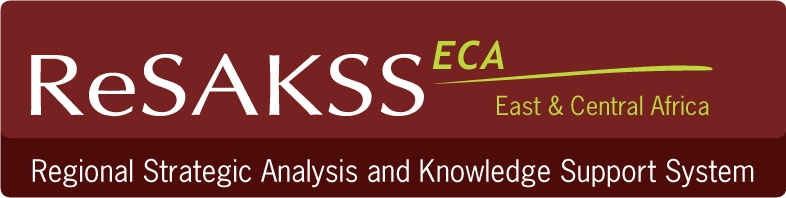 ReSAKSS ECA
East & Central Africa
Regional Strategic Analysis and Knowledge Support System